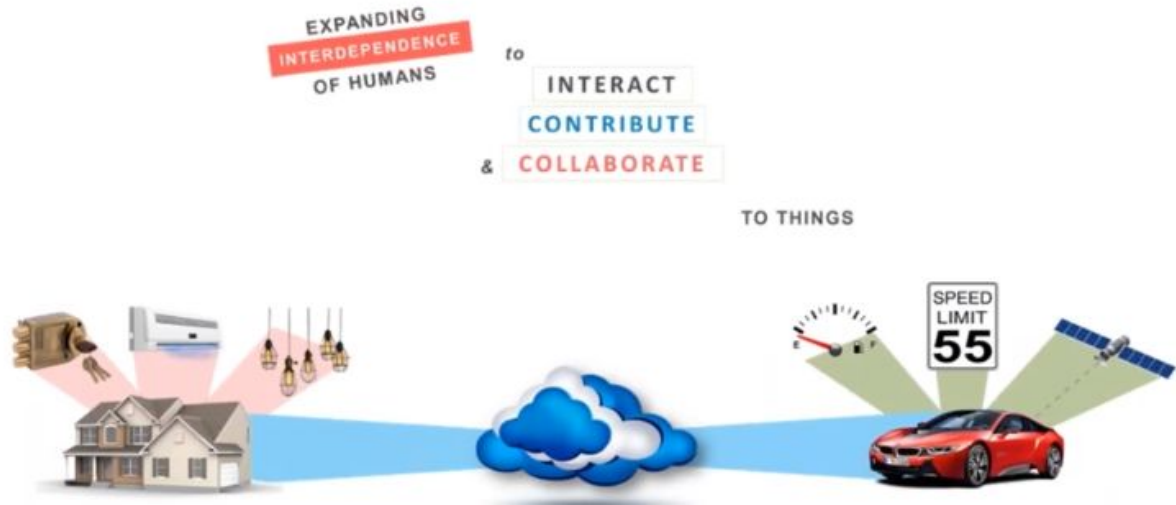 EXPANDING
INTERDEPENDENCE
OF HUMANS
to
INTERACT
CONTRIBUTE
& COLLABORATE
TO THINGS
SPEED
LIMIT
55
E F